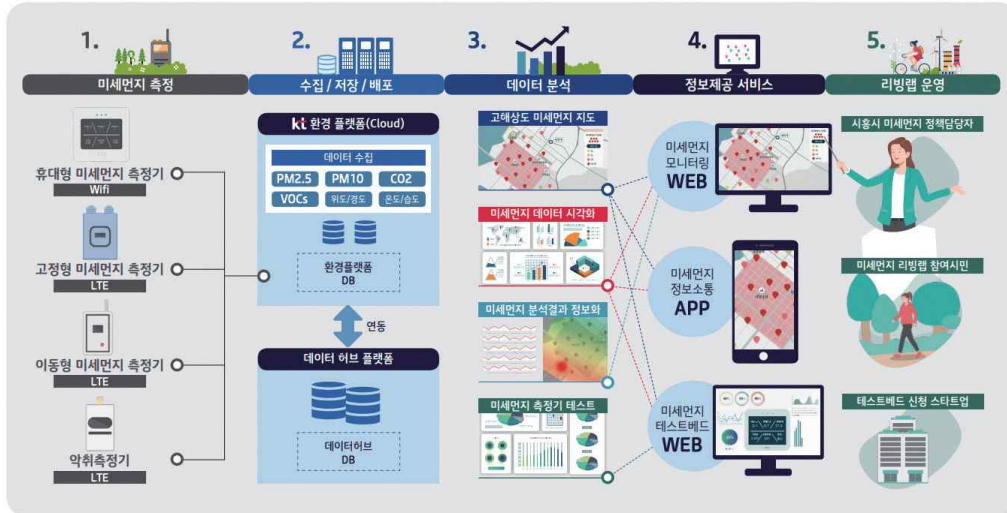 1.
미세먼지 측정
휴대형 미세먼지 측정기
Wifi
고정형 미세먼지 측정기
LTE
이동형 미세먼지 측정기
LTE
악취측정기
LTE
2.
수집 / 저장 / 배포
kt 환경 플랫폼(Cloud)
데이터 수집
PM2.5 PM10 CO2
VOCs 위도/경도 온도/습도
환경플랫폼
DB
연동
데이터 허브 플랫폼
데이터허브
DB
3.
데이터 분석
고해상도 미세먼지 지도
미세먼지 데이터 시각화
미세먼지 분석결과 정보화
미세먼지 측정기 테스트
4.
정보제공 서비스
미세먼지
모니터링
WEB
미세먼지
정보소통
APP
미세먼지
테스트베드
WEB
5.
리빙랩 운영
시흥시 미세먼지 정책담당자
미세먼지 리빙랩 참여시민
테스트베드 신청 스타트업